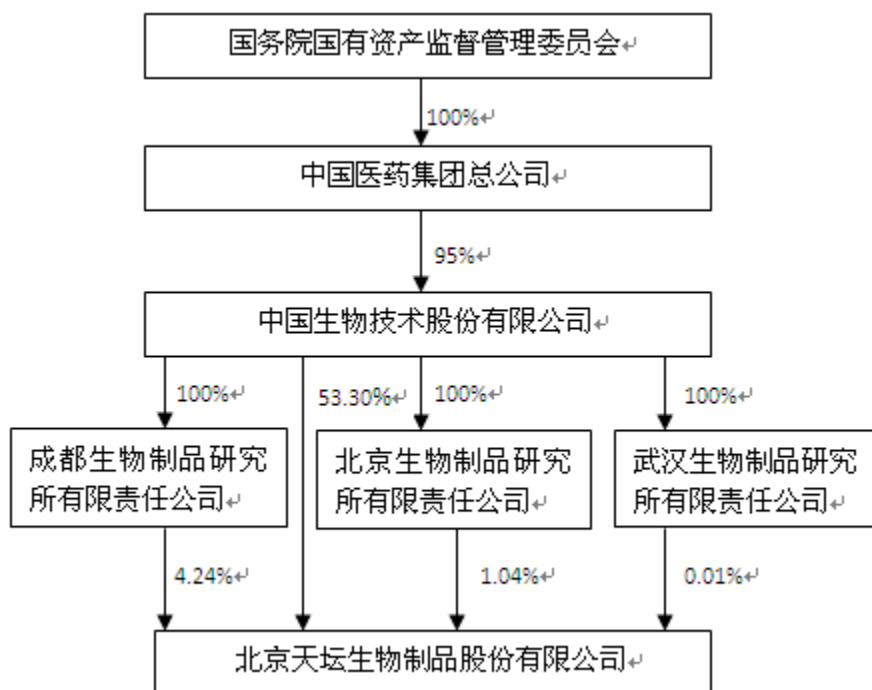 国务院国有资产监督管理委员会↵
100%↵
中国医药集团总公司↵
95%↵
中国生物技术股份有限公司↵
100%↵
53.30%↵
100%↵
100%↵
成都生物制品研究
所有限责任公司↵
北京生物制品研究
所有限责任公司↵
武汉生物制品研究
所有限责任公司↵
4.24%↵
1.04%↵
0.01%↵
北京天坛生物制品股份有限公司↵